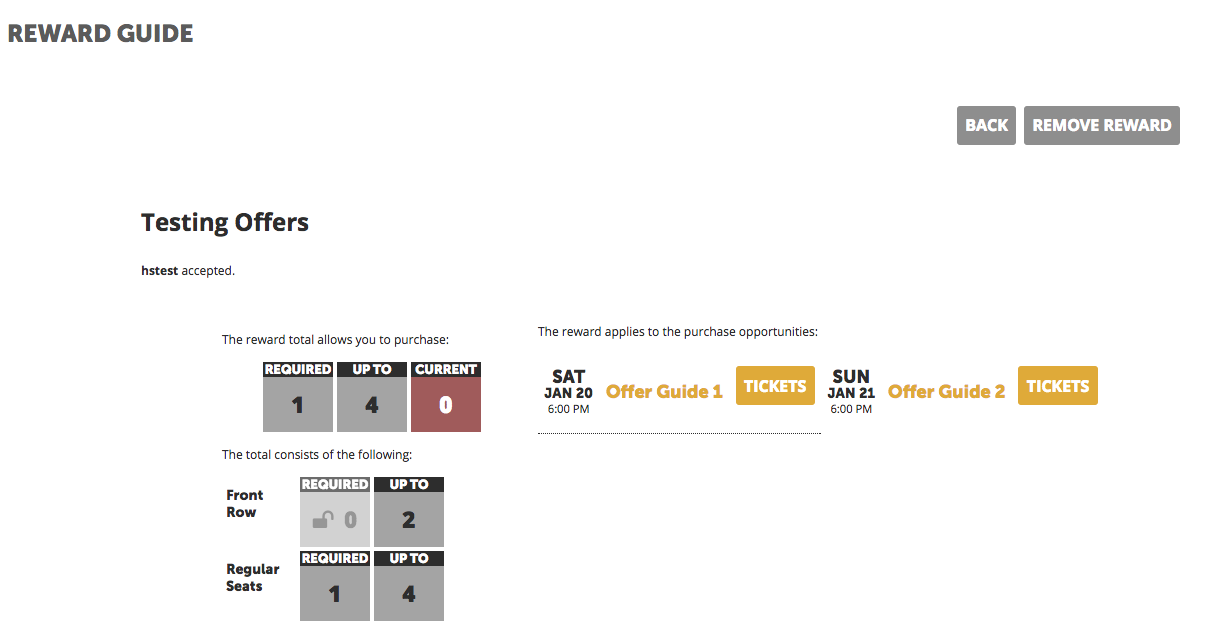 REWARD GUIDE
BACK REMOVE REWARD
Testing Offers
hstest accepted.
The reward total allows you to purchase:
REQUIRED UP TO CURRENT
1 4 0
The total consists of the following:
Front
Row
REQUIRED UP TO
0 2
Regular
Seats
REQUIRED UP TO
1 4
The reward applies to the purchase opportunities:
SAT
JAN 20
6:00 PM
Offer Guide 1
TICKETS
SUN
JAN 21
6:00 PM
Offer Guide 2
TICKETS